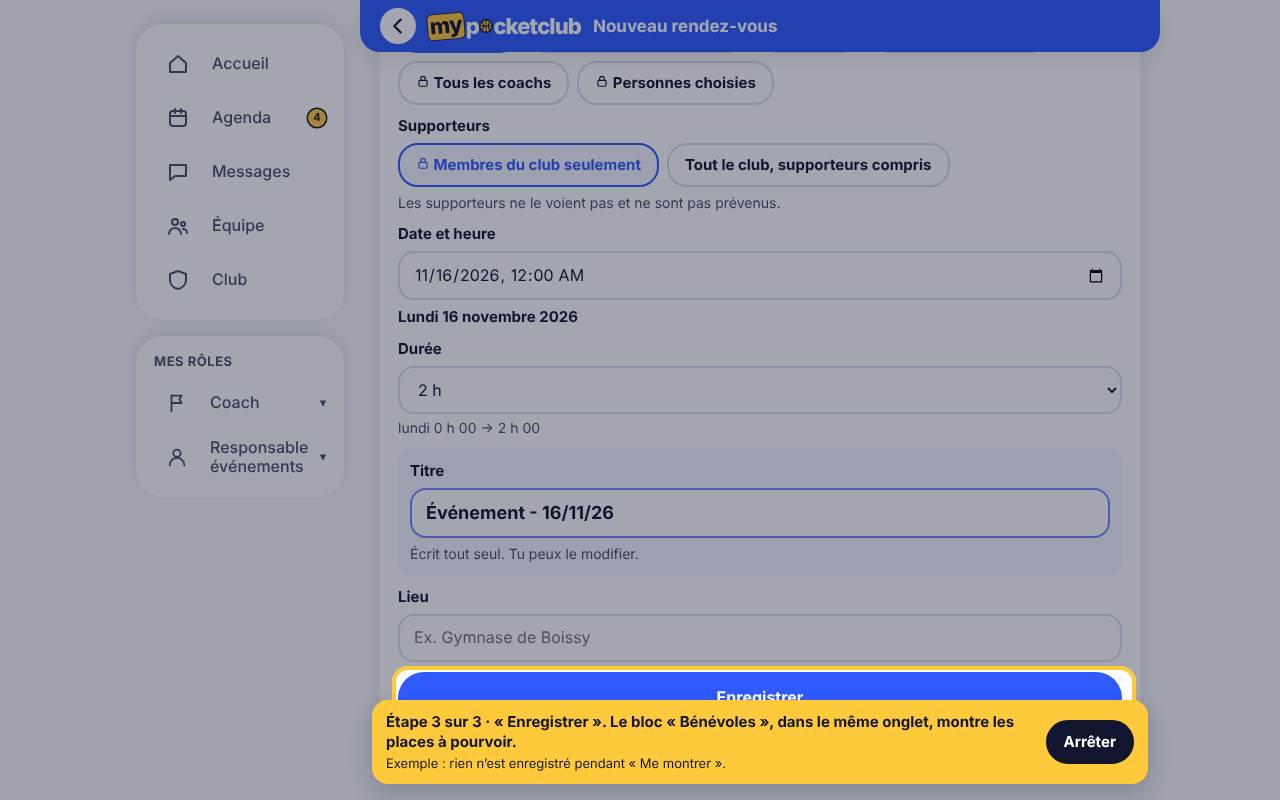 mypocketclub Nouveau rendez-vous
Accueil
Agenda 4
Messages
Équipe
Club
MES RÔLES
Coach
Responsable
événements
Tous les coachs Personnes choisies
Supporteurs
Membres du club seulement Tout le club, supporteurs compris
Les supporteurs ne le voient pas et ne sont pas prévenus.
Date et heure
11/16/2026, 12:00 AM
Lundi 16 novembre 2026
Durée
2 h
lundi 0 h 00 → 2 h 00
Titre
Événement - 16/11/26
Écrit tout seul. Tu peux le modifier.
Lieu
Ex. Gymnase de Boissy
Enregistrer
Étape 3 sur 3 · « Enregistrer ». Le bloc « Bénévoles », dans le même onglet, montre les
places à pourvoir.
Exemple : rien n’est enregistré pendant « Me montrer ».
Arrêter